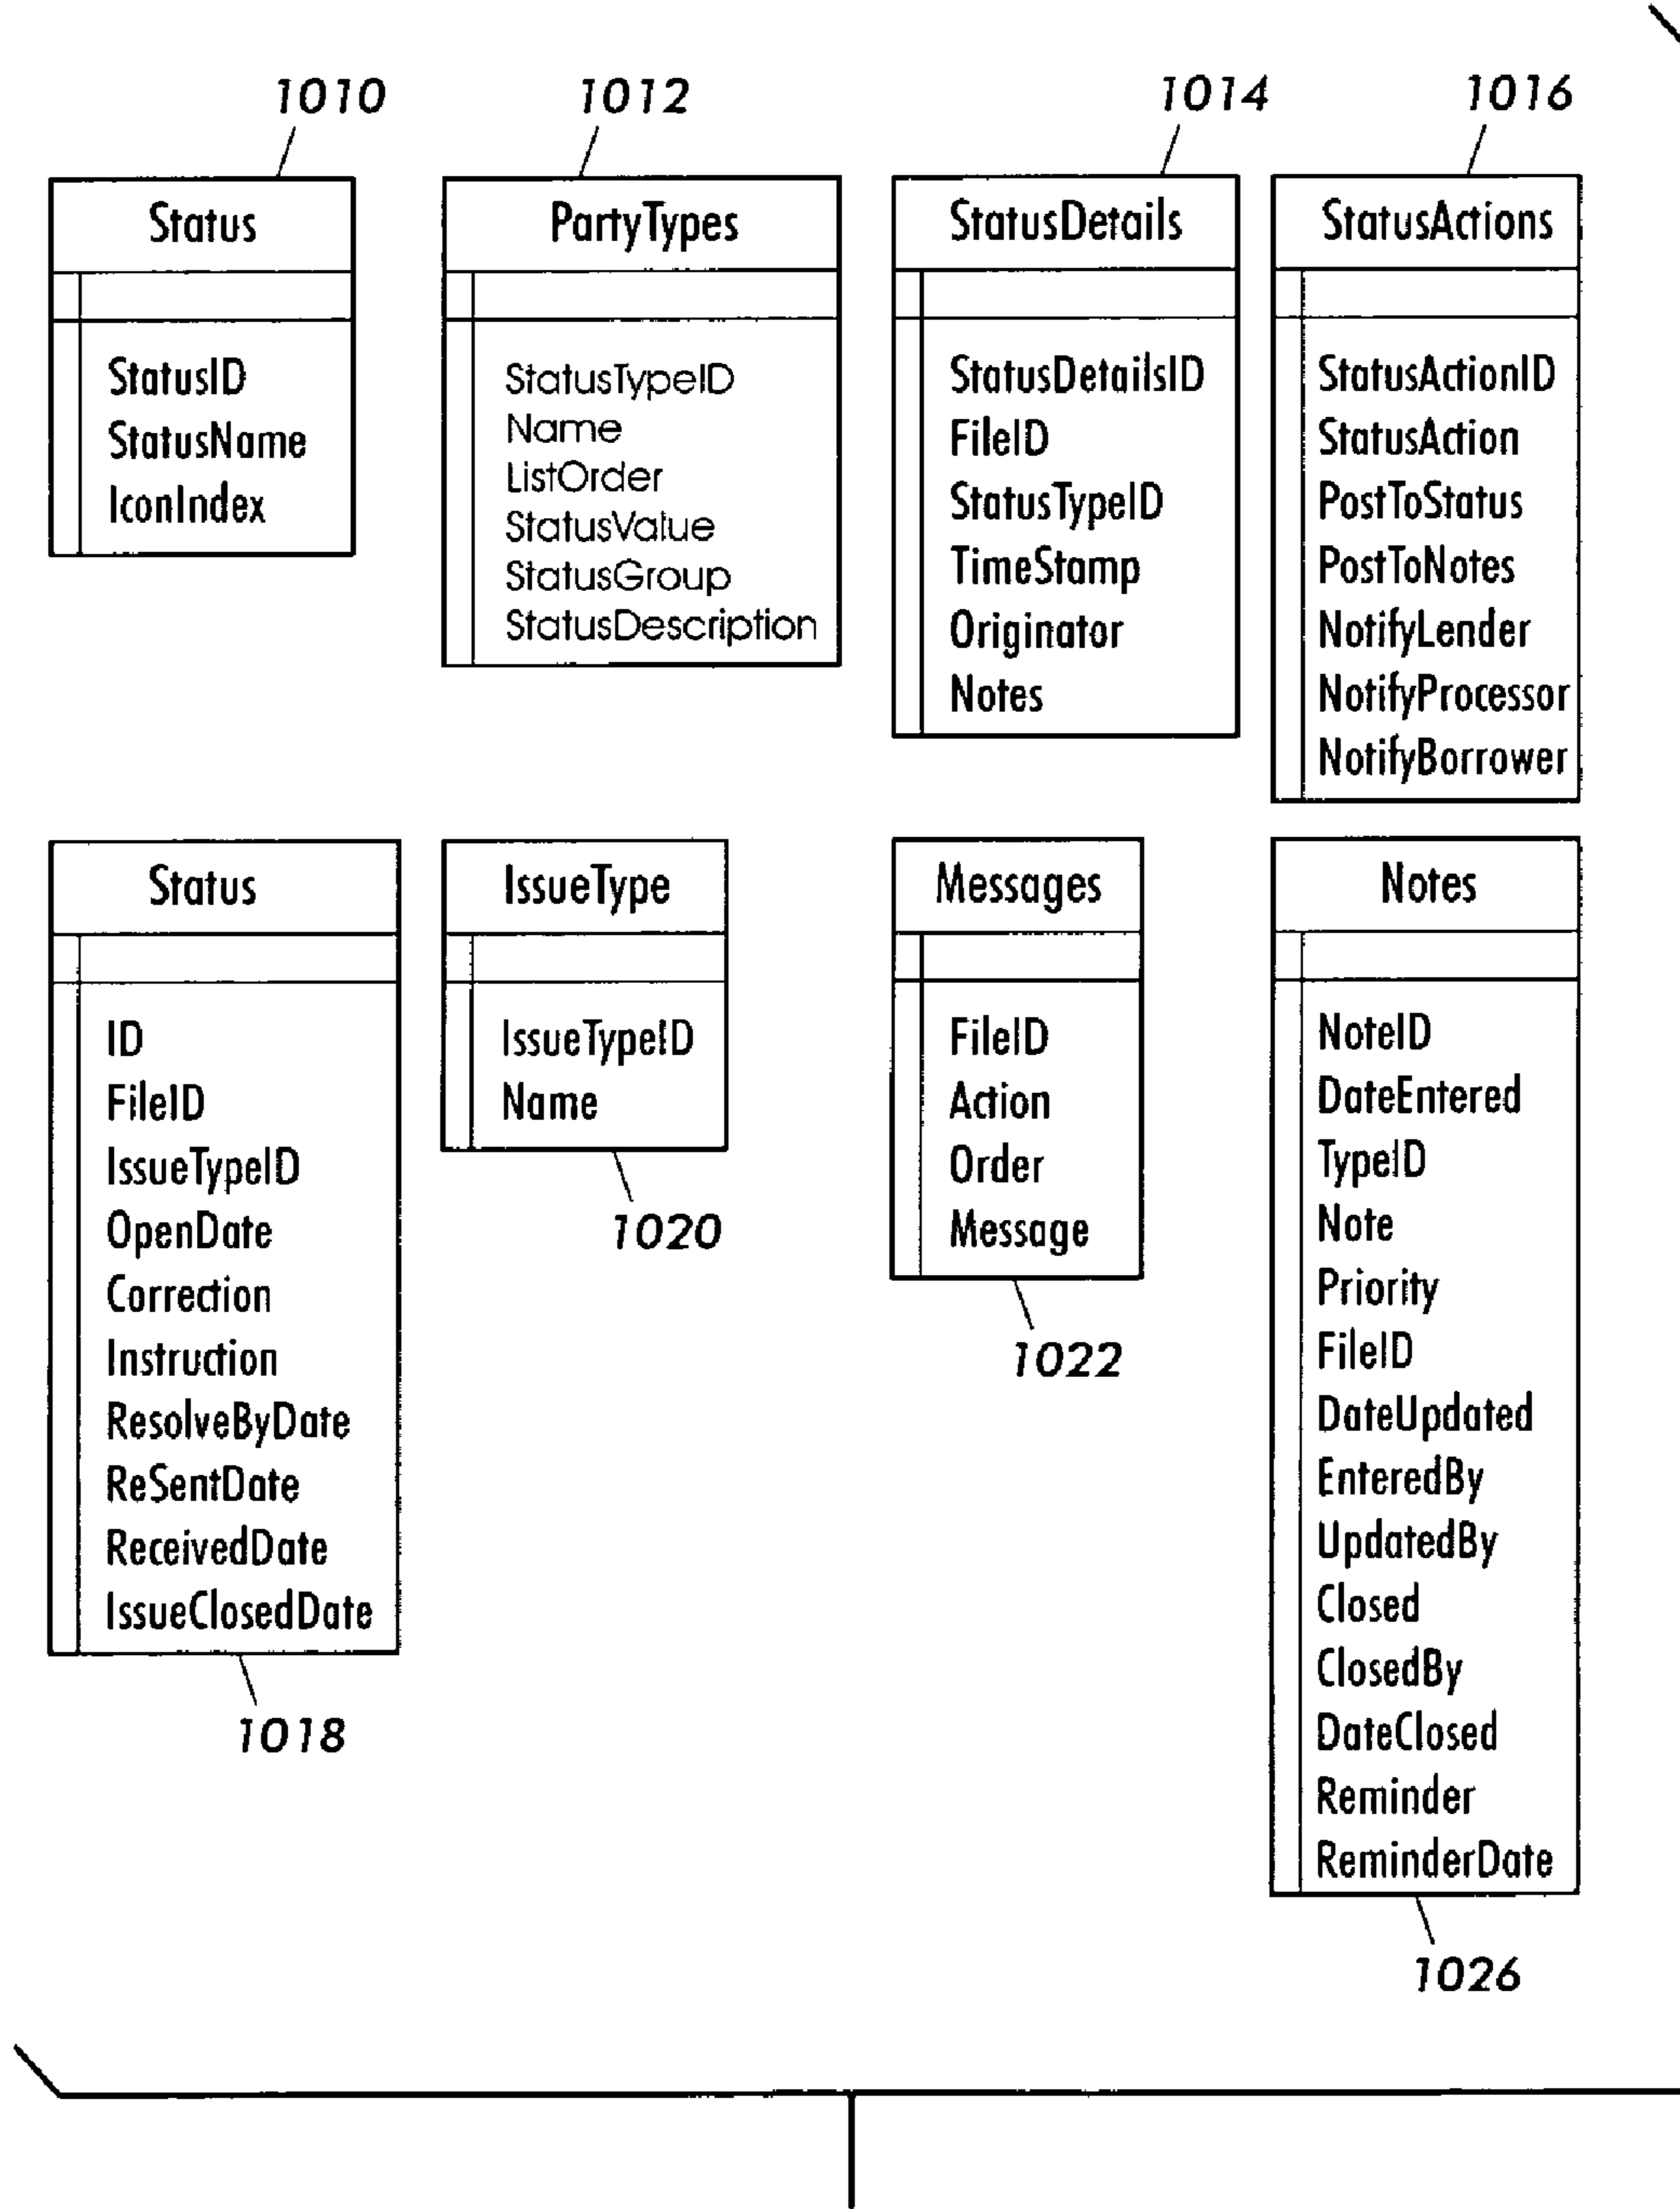 1010
Status
StatusID
StatusName
IconIndex
1012
PartyTypes
StatusTypeID
Name
ListOrder
StatusValue
StatusGroup
StatusDescription
1014
StatusDetails
StatusDetailsID
FileID
StatusTypeID
TimeStamp
Originator
Notes
1016
StatusActions
StatusActionID
StatusAction
PostToStatus
PostToNotes
NotifyLender
NotifyProcessor
NotifyBorrower
Status
ID
FileID
IssueTypeID
OpenDate
Correction
Instruction
ResolveByDate
ReSentDate
ReceivedDate
IssueClosedDate
1018
IssueType
IssueTypeID
Name
1020
Messages
FileID
Action
Order
Message
1022
Notes
NoteID
DateEntered
TypeID
Note
Priority
FileID
DateUpdated
EnteredBy
UpdatedBy
Closed
ClosedBy
DateClosed
Reminder
ReminderDate
1026